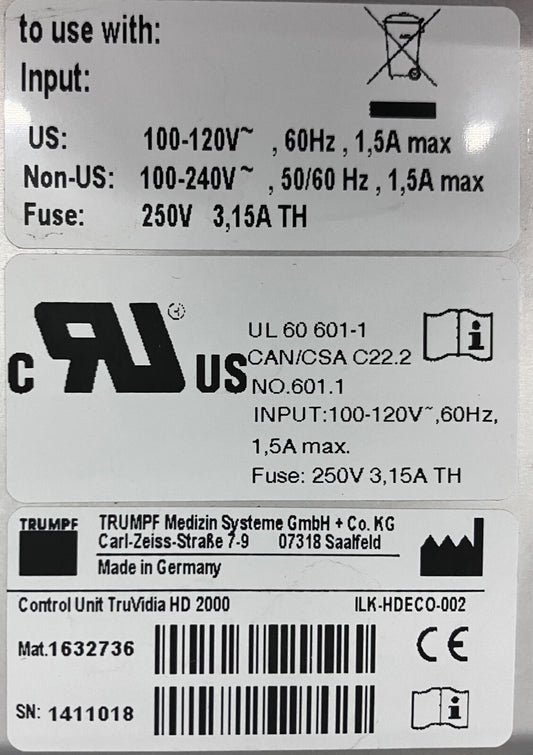 to use with:
Input:
US: 100-120V~ , 60Hz , 1,5A max
Non-US: 100-240V~ , 50/60 Hz , 1,5A max
Fuse: 250V 3,15A TH
C RU US ®
UL 60 601-1
CAN/CSA C22.2
NO.601.1
INPUT:100-120V~,60Hz,
1,5A max.
Fuse: 250V 3,15A TH
TRUMPF
TRUMPF Medizin Systeme GmbH + Co. KG
Carl-Zeiss-Straße 7-9 07318 Saalfeld
Made in Germany
Control Unit TruVidia HD 2000 ILK-HDECO-002
Mat.1632736
CE
SN: 1411018